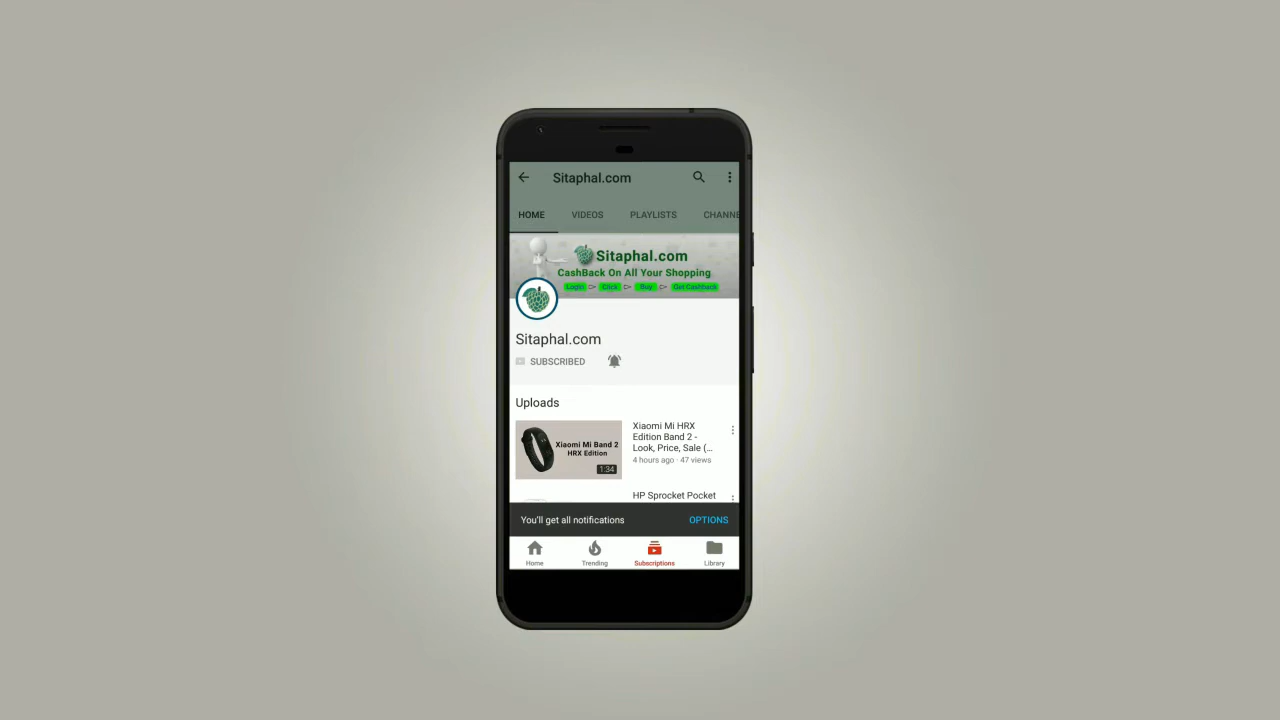 Sitaphal.com
HOME VIDEOS PLAYLISTS CHANNE
Sitaphal.com
CashBack On All Your Shopping
Login Click Buy Get Cashback
Sitaphal.com
SUBSCRIBED
Uploads
Xiaomi Mi Band 2
HRX Edition
1:34
Xiaomi Mi HRX
Edition Band 2 -
Look, Price, Sale (...
4 hours ago · 47 views
HP Sprocket Pocket
You'll get all notifications OPTIONS
Home Trending Subscriptions Library